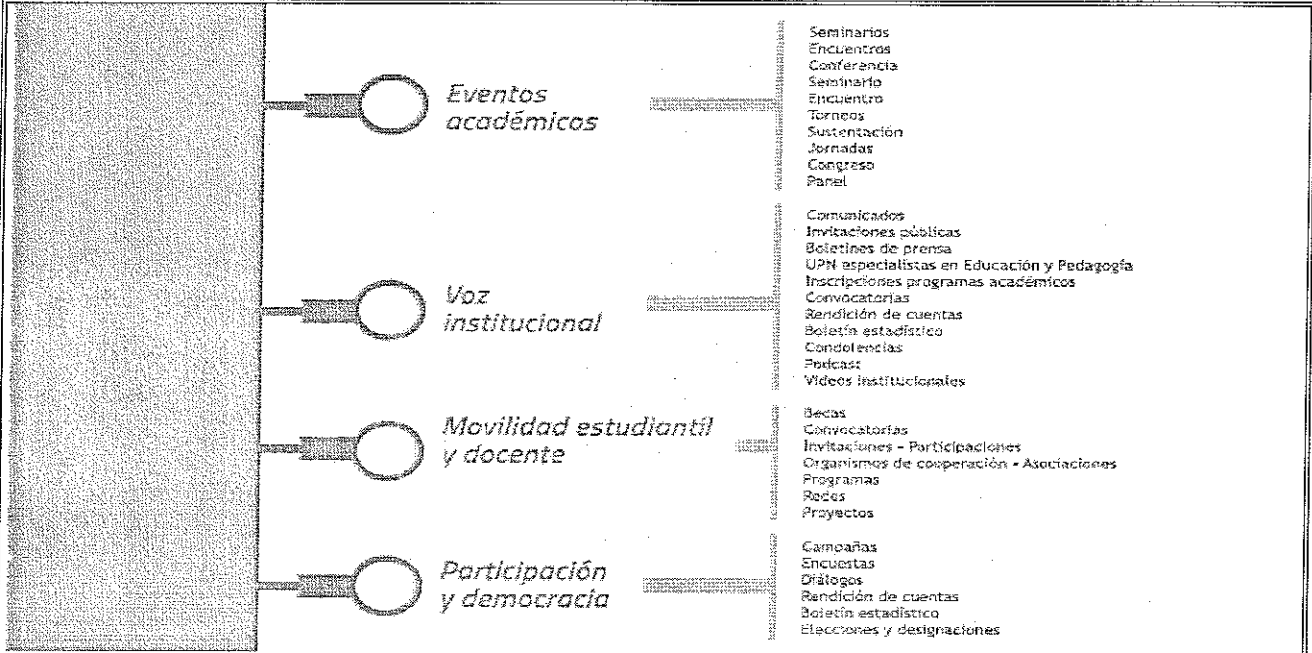 Eventos
académicos
Seminarios
Encuentros
Conferencia
Seminario
Encuentro
Torneos
Sustentación
Jornadas
Congreso
Panel
Voz
institucional
Comunicados
Invitaciones públicas
Boletines de prensa
UPN especialistas en Educación y Pedagogía
Inscripciones programas académicos
Convocatorias
Rendición de cuentas
Boletín estadístico
Condolencias
Podcast
Videos institucionales
Movilidad estudiantil
y docente
Becas
Convocatorias
Invitaciones - Participaciones
Organismos de cooperación - Asociaciones
Programas
Redes
Proyectos
Participación
y democracia
Campañas
Encuestas
Diálogos
Rendición de cuentas
Boletín estadístico
Elecciones y designaciones